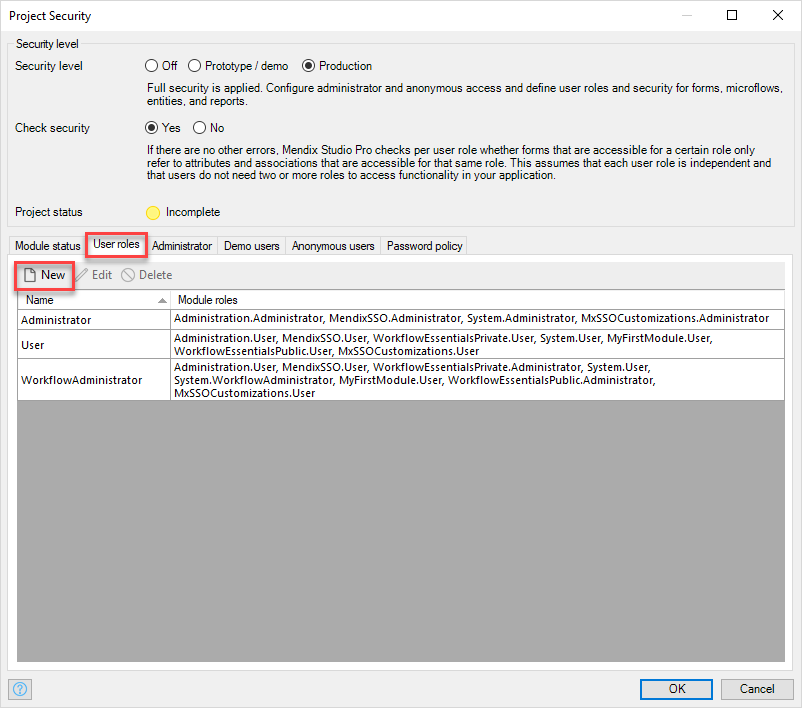 Project Security
Security level
Security level Off Prototype / demo Production
Full security is applied. Configure administrator and anonymous access and define user roles and security for forms, microflows,
entities, and reports.
Check security Yes No
If there are no other errors, Mendix Studio Pro checks per user role whether forms that are accessible for a certain role only
refer to attributes and associations that are accessible for that same role. This assumes that each user role is independent and
that users do not need two or more roles to access functionality in your application.
Project status Incomplete
Module status User roles Administrator Demo users Anonymous users Password policy
New Edit Delete
Name Module roles
Administrator Administration.Administrator, MendixSSO.Administrator, System.Administrator, MxSSOCustomizations.Administrator
User Administration.User, MendixSSO.User, WorkflowEssentialsPrivate.User, System.User, MyFirstModule.User,
WorkflowEssentialsPublic.User, MxSSOCustomizations.User
WorkflowAdministrator Administration.User, MendixSSO.User, WorkflowEssentialsPrivate.Administrator, System.User,
System.WorkflowAdministrator, MyFirstModule.User, WorkflowEssentialsPublic.Administrator,
MxSSOCustomizations.User
? OK Cancel